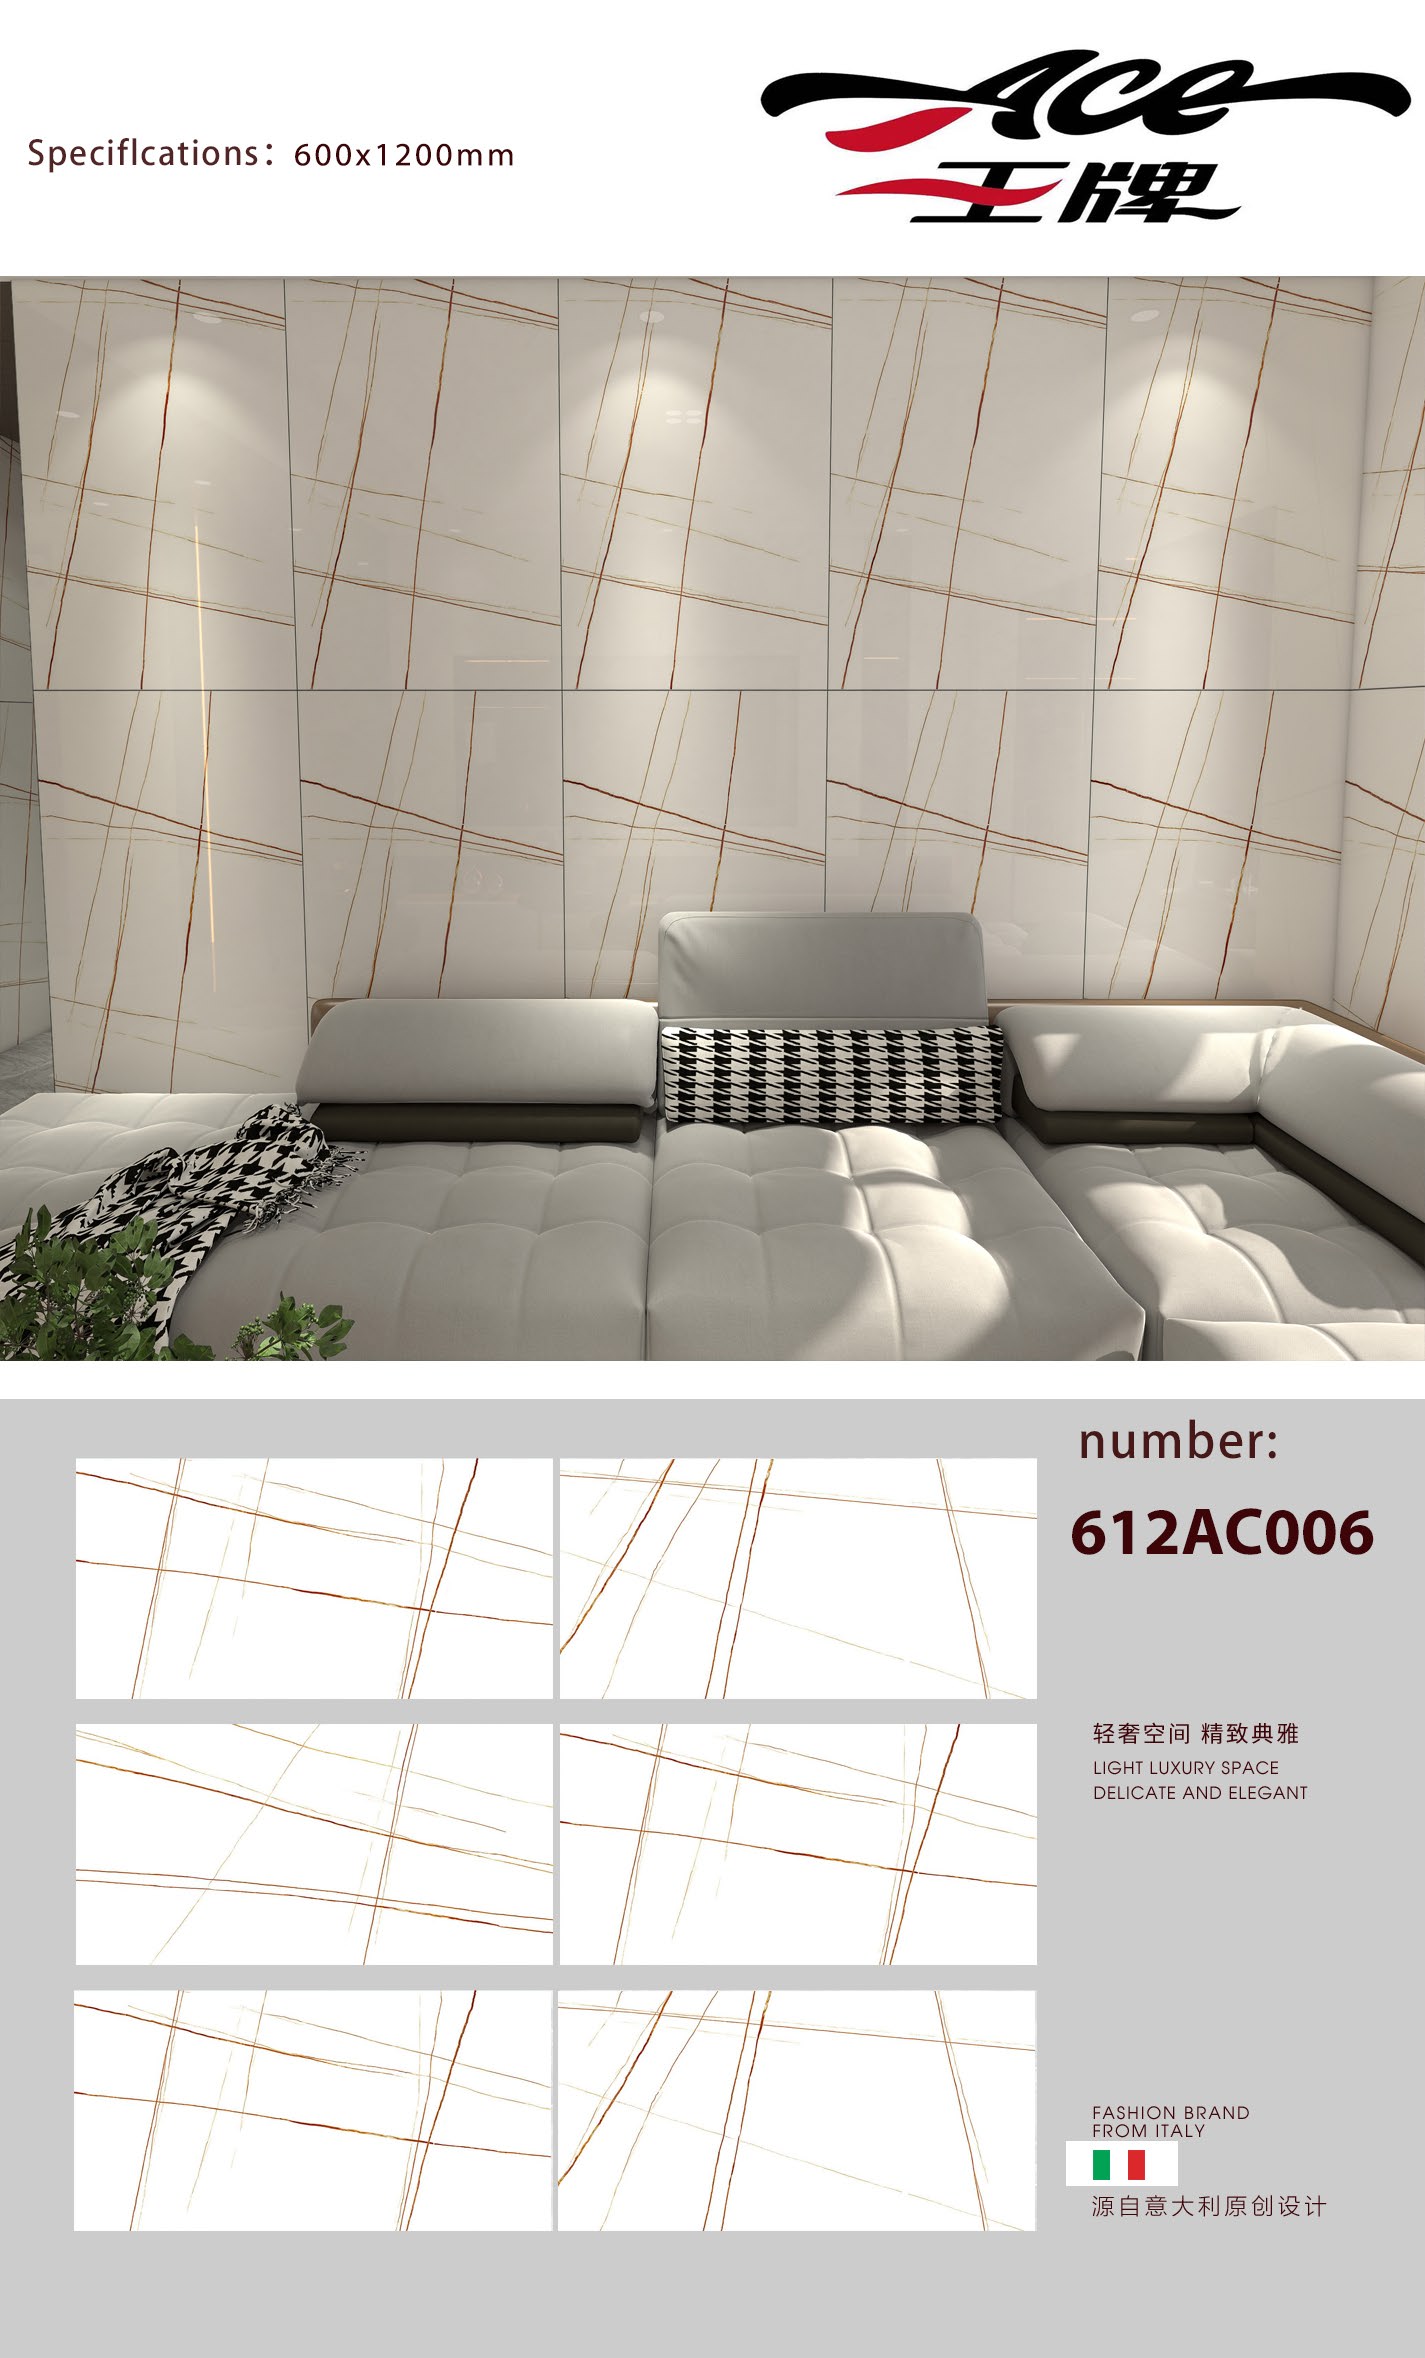 Ace
王牌
Speciflcations：600x1200mm
number:
612AC006
轻奢空间 精致典雅
LIGHT LUXURY SPACE
DELICATE AND ELEGANT
FASHION BRAND
FROM ITALY
源自意大利原创设计